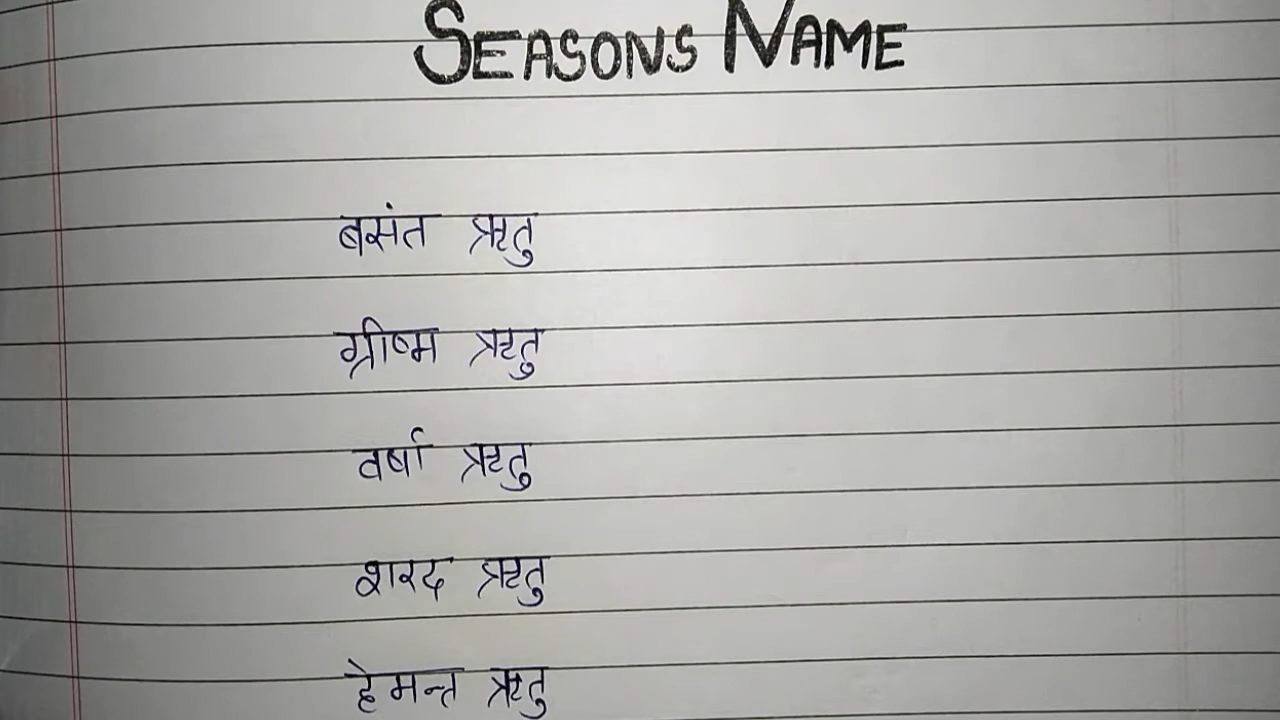 SEASONS NAME
बसंत ऋतु
ग्रीष्म ऋतु
वर्षा ऋतु
शरद ऋतु
हेमन्त ऋतु